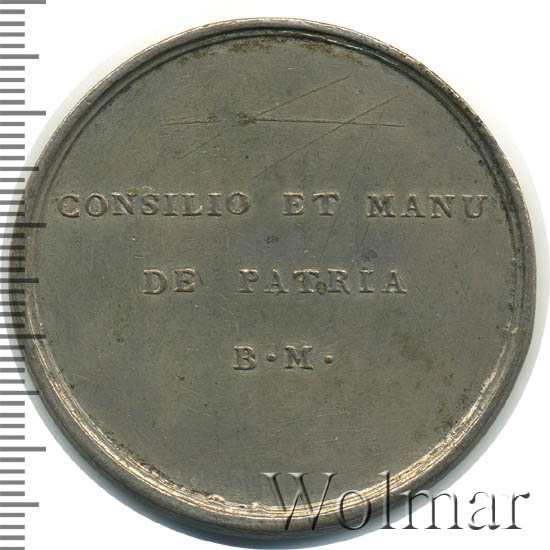 CONSILIO ET MANU
DE PATRIA
B·M·
Wolmar